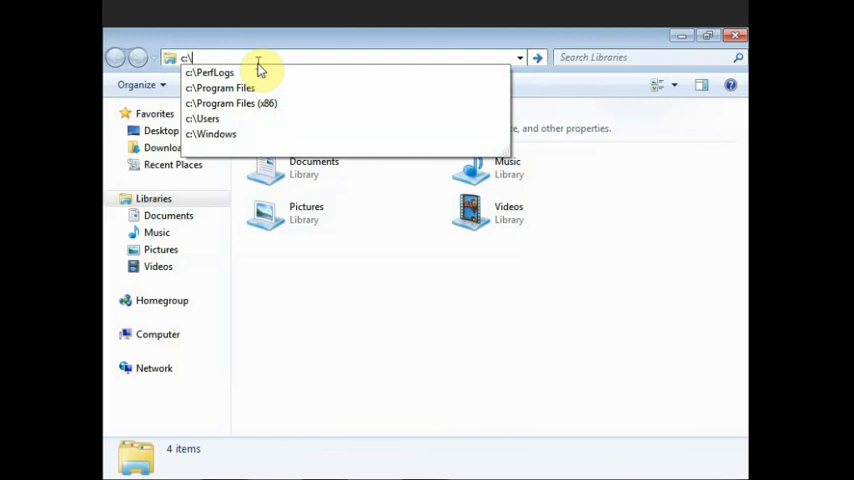 c:\
Search Libraries
c:\PerfLogs
c:\Program Files
c:\Program Files (x86)
c:\Users
c:\Windows
Organize
, and other properties.
Favorites
Desktop
Downloa
Recent Places
Libraries
Documents
Music
Pictures
Videos
Homegroup
Computer
Network
Documents
Library
Music
Library
Pictures
Library
Videos
Library
4 items